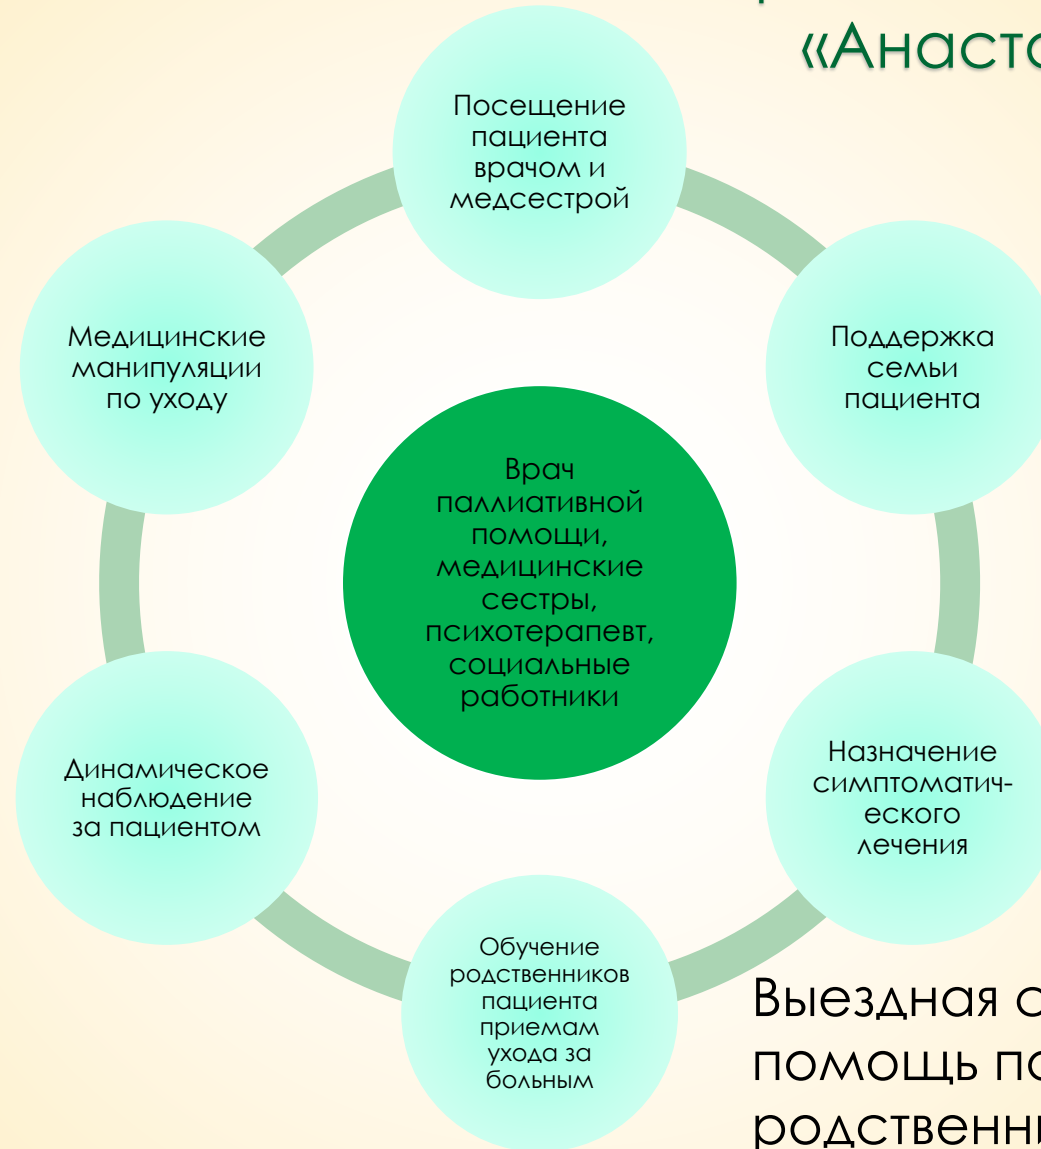 «Анаст
Посещение
пациента
врачом и
медсестрой
Поддержка
семьи
пациента
Назначение
симптоматич-
еского
лечения
Обучение
родственников
пациента
приемам
ухода за
больным
Динамическое
наблюдение
за пациентом
Медицинские
манипуляции
по уходу
Врач
паллиативной
помощи,
медицинские
сестры,
психотерапевт,
социальные
работники
Выездная
помощь
родственн